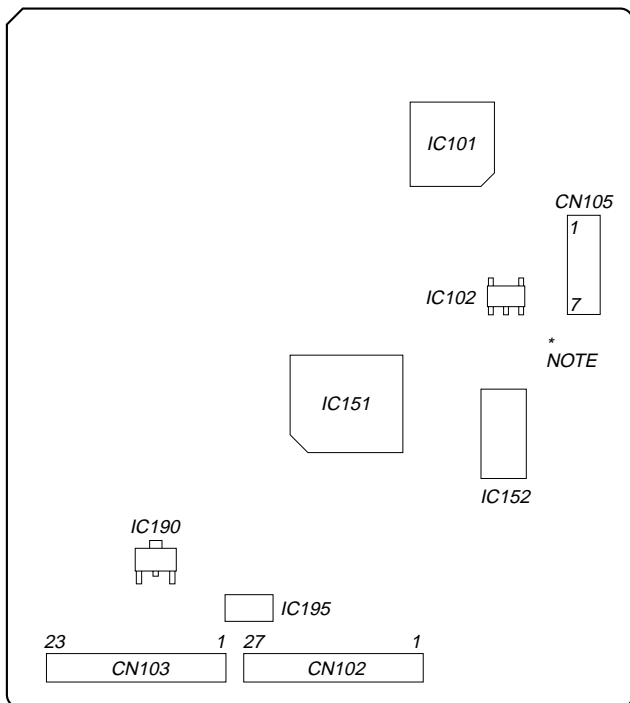 IC101
CN105
1
IC102
7
*
NOTE
IC151
IC152
IC190
IC195
23 1 27 1
CN103 CN102